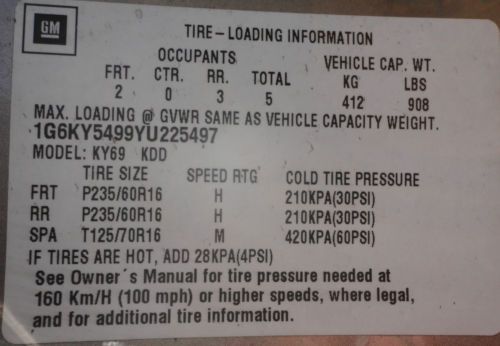 GM
TIRE-LOADING INFORMATION
OCCUPANTS VEHICLE CAP. WT.
FRT. CTR. RR. TOTAL KG LBS
2 0 3 5 412 908
MAX. LOADING @ GVWR SAME AS VEHICLE CAPACITY WEIGHT.
1G6KY5499YU225497
MODEL: KY69 KDD
TIRE SIZE SPEED RTG COLD TIRE PRESSURE
FRT P235/60R16 H 210KPA(30PSI)
RR P235/60R16 H 210KPA(30PSI)
SPA T125/70R16 M 420KPA(60PSI)
IF TIRES ARE HOT, ADD 28KPA(4PSI)
See Owner´s Manual for tire pressure needed at
160 Km/H (100 mph) or higher speeds, where legal,
and for additional tire information.